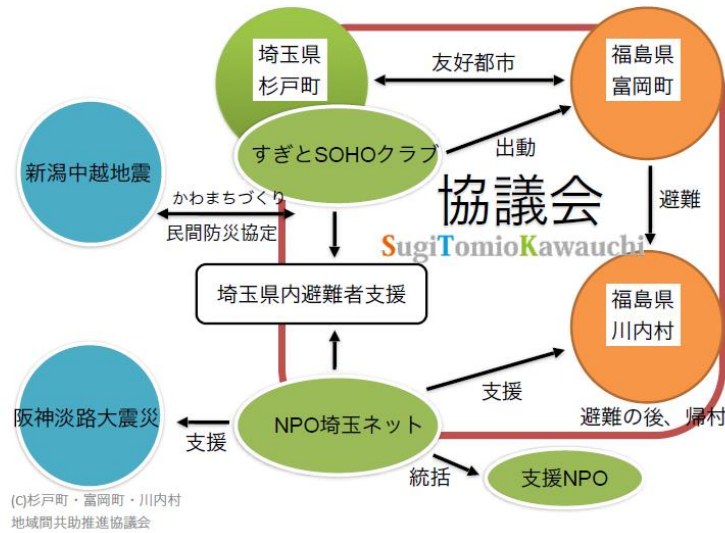 埼玉県
杉戸町
友好都市
福島県
富岡町
すぎとSOHOクラブ
出動
新潟中越地震
かわまちづくり
民間防災協定
協議会
SugiTomioKawauchi
避難
埼玉県内避難者支援
福島県
川内村
阪神淡路大震災
支援
NPO埼玉ネット
支援
避難の後、帰村
統括
支援NPO
(C)杉戸町・富岡町・川内村
地域間共助推進協議会